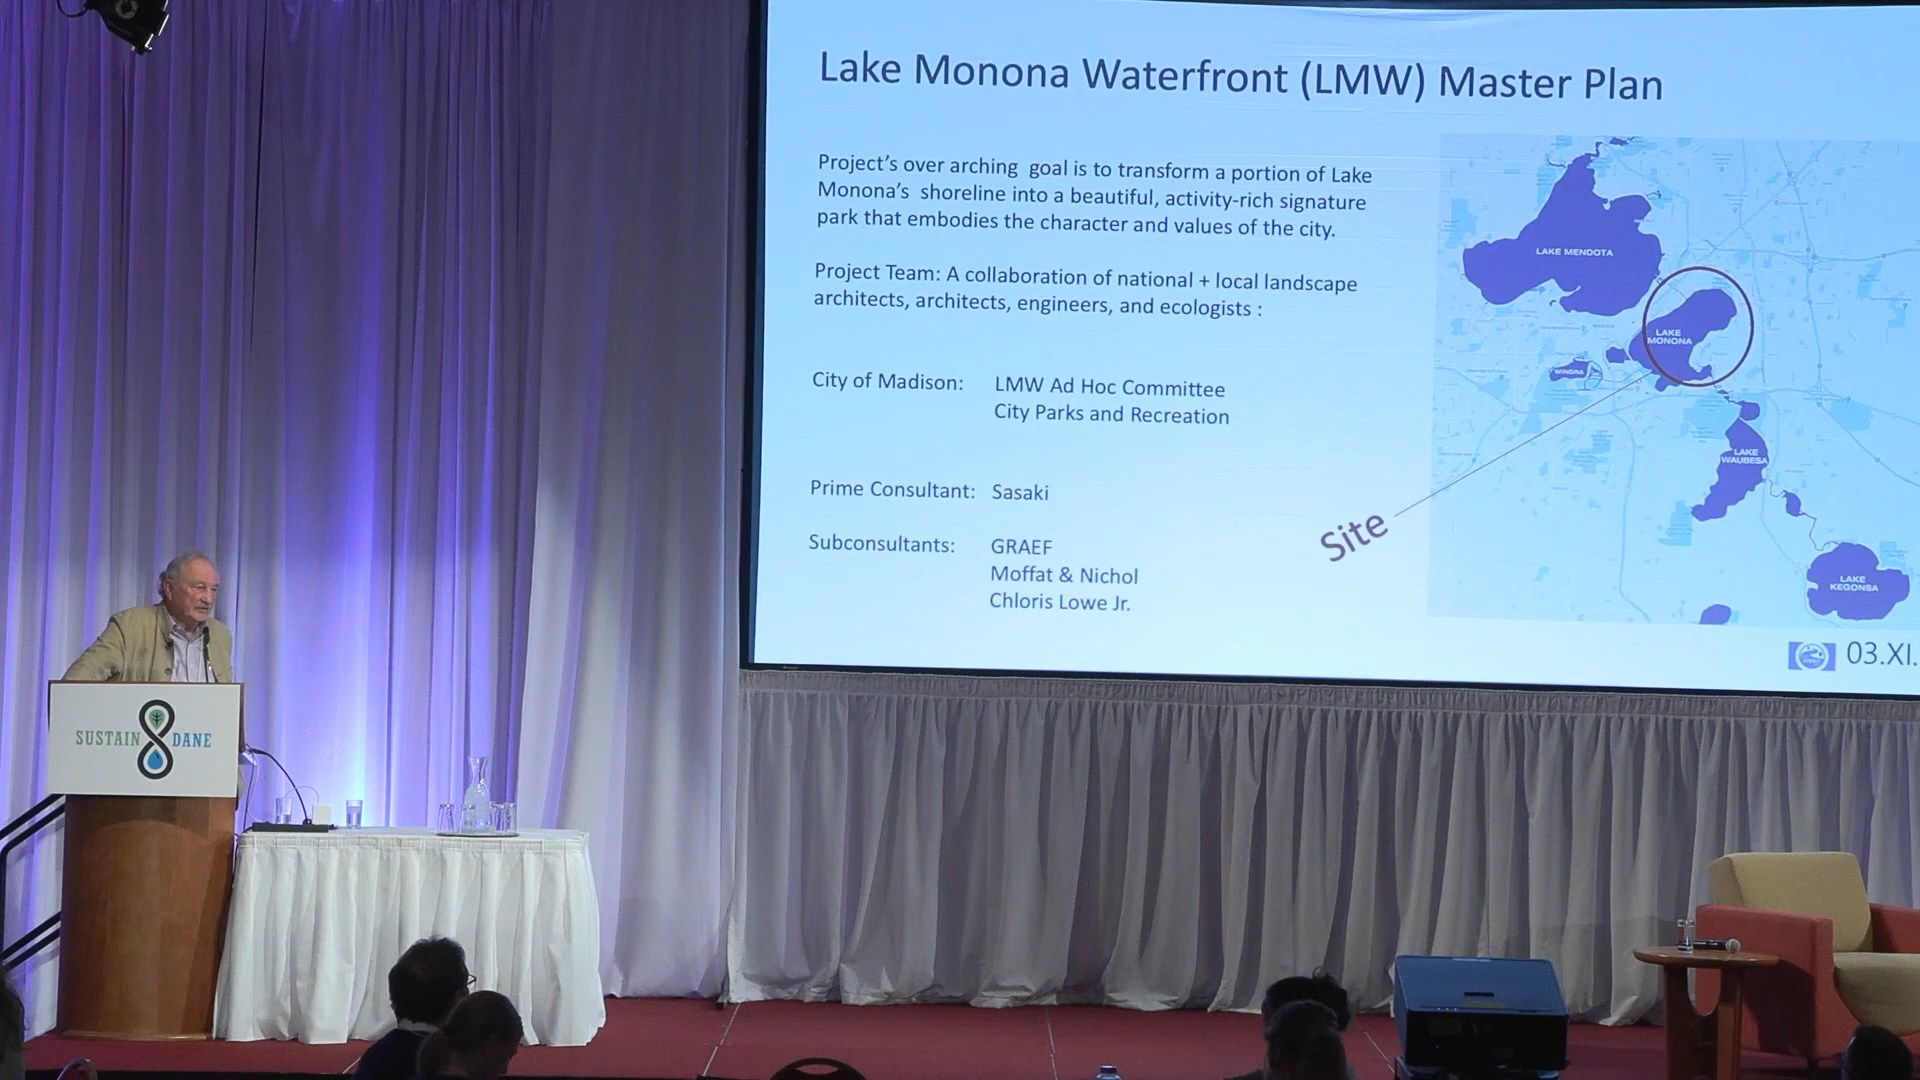 Lake Monona Waterfront (LMW) Master Plan
Project's over arching goal is to transform a portion of Lake
Monona's shoreline into a beautiful, activity-rich signature
park that embodies the character and values of the city.
Project Team: A collaboration of national + local landscape
architects, architects, engineers, and ecologists :
City of Madison: LMW Ad Hoc Committee
City Parks and Recreation
Prime Consultant: Sasaki
Subconsultants: GRAEF
Moffat & Nichol
Chloris Lowe Jr.
LAKE MENDOTA
LAKE
MONONA
WINGRA
LAKE
WAUBESA
LAKE
KEGONSA
Site
03.XI.
SUSTAIN DANE